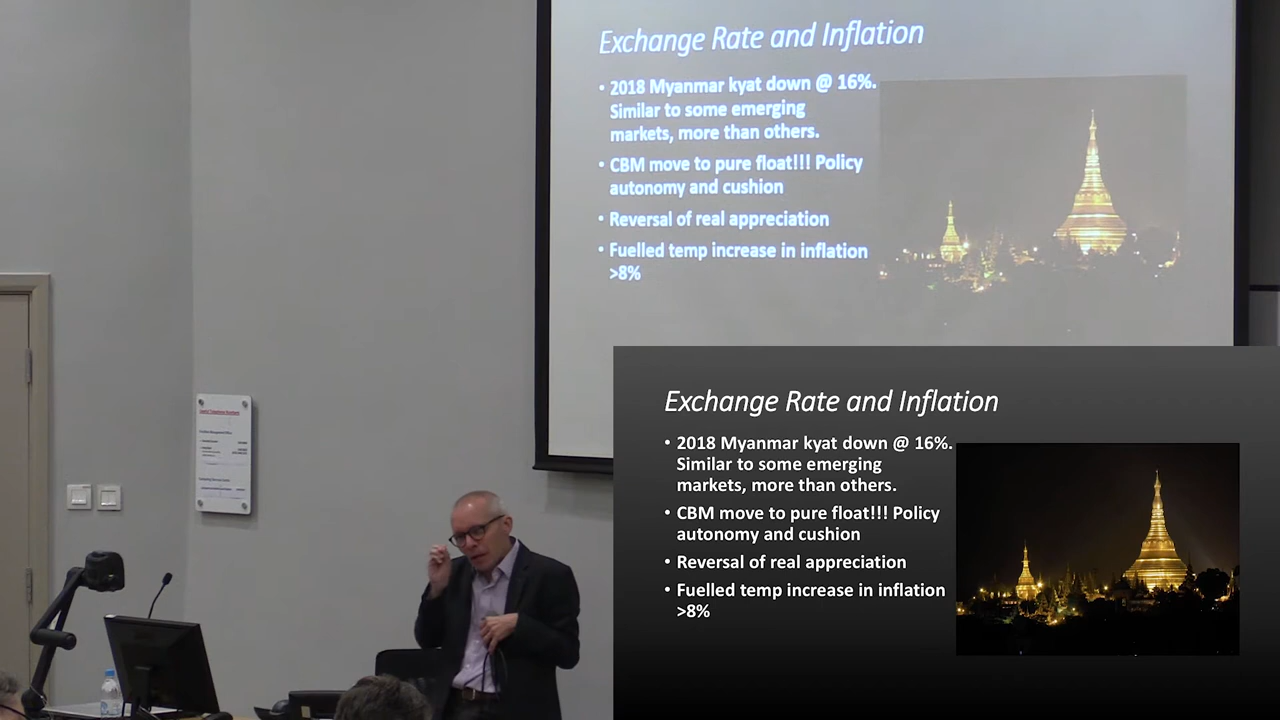 Exchange Rate and Inflation
• 2018 Myanmar kyat down @ 16%.
Similar to some emerging
markets, more than others.
• CBM move to pure float!!! Policy
autonomy and cushion
• Reversal of real appreciation
• Fuelled temp increase in inflation
>8%
Exchange Rate and Inflation
• 2018 Myanmar kyat down @ 16%.
Similar to some emerging
markets, more than others.
• CBM move to pure float!!! Policy
autonomy and cushion
• Reversal of real appreciation
• Fuelled temp increase in inflation
>8%